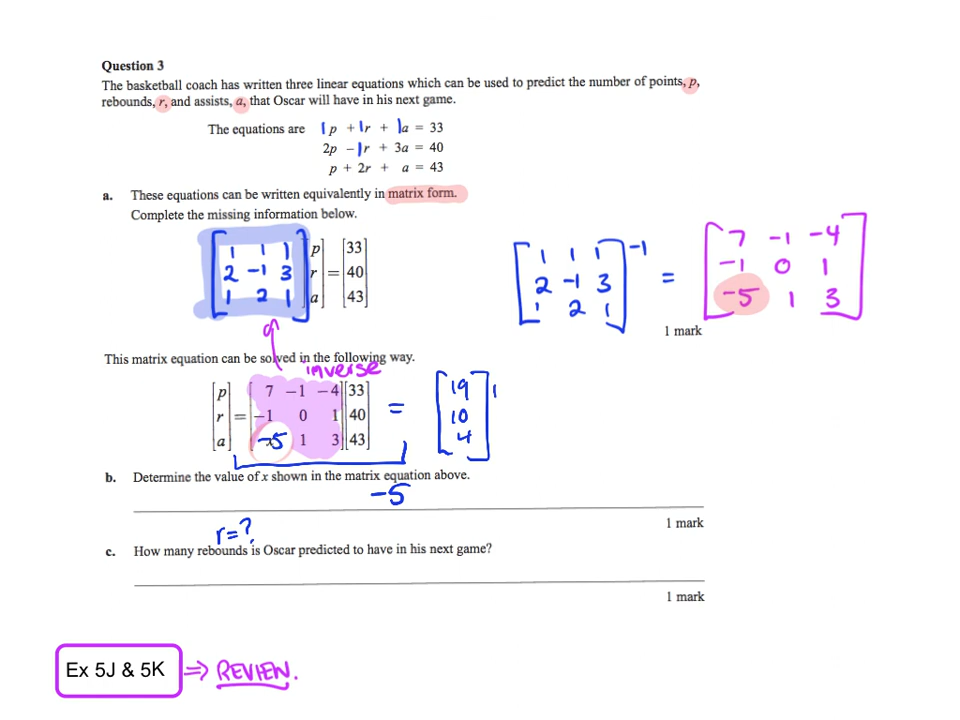 Question 3
The basketball coach has written three linear equations which can be used to predict the number of points, p,
rebounds, r, and assists, a, that Oscar will have in his next game.
The equations are 1p + 1r + 1a = 33
2p - 1r + 3a = 40
p + 2r + a = 43
a. These equations can be written equivalently in matrix form.
Complete the missing information below.
[1 1 1] [p] [33]
[2 -1 3] [r] = [40]
[1 2 1] [a] [43]
[1 1 1]-1 [7 -1 -4]
[2 -1 3] = [-1 0 1]
[1 2 1] [-5 1 3]
1 mark
This matrix equation can be solved in the following way.
inverse
[p] [7 -1 -4] [33] [19]
[r] = [-1 0 1] [40] = [10]
[a] [-5 1 3] [43] [4]
b. Determine the value of x shown in the matrix equation above.
-5
1 mark
r=?
c. How many rebounds is Oscar predicted to have in his next game?
1 mark
Ex 5J & 5K ⇒ REVIEW.